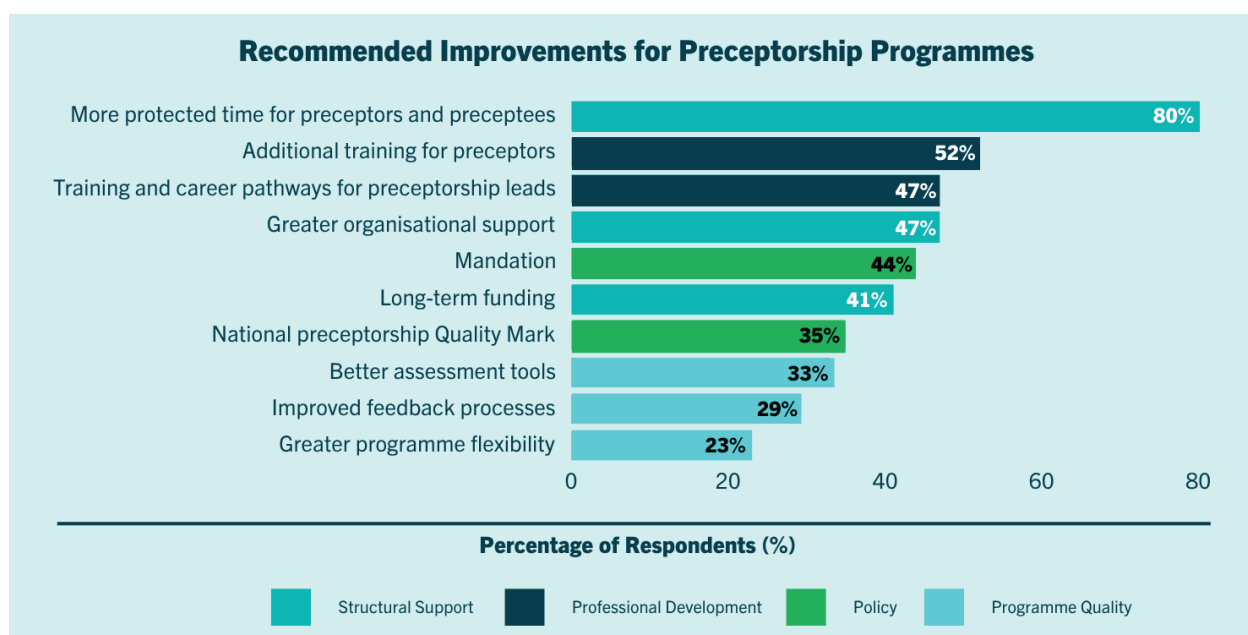 Recommended Improvements for Preceptorship Programmes
More protected time for preceptors and preceptees 80%
Additional training for preceptors 52%
Training and career pathways for preceptorship leads 47%
Greater organisational support 47%
Mandation 44%
Long-term funding 41%
National preceptorship Quality Mark 35%
Better assessment tools 33%
Improved feedback processes 29%
Greater programme flexibility 23%
0 20 40 60 80
Percentage of Respondents (%)
Structural Support Professional Development Policy Programme Quality